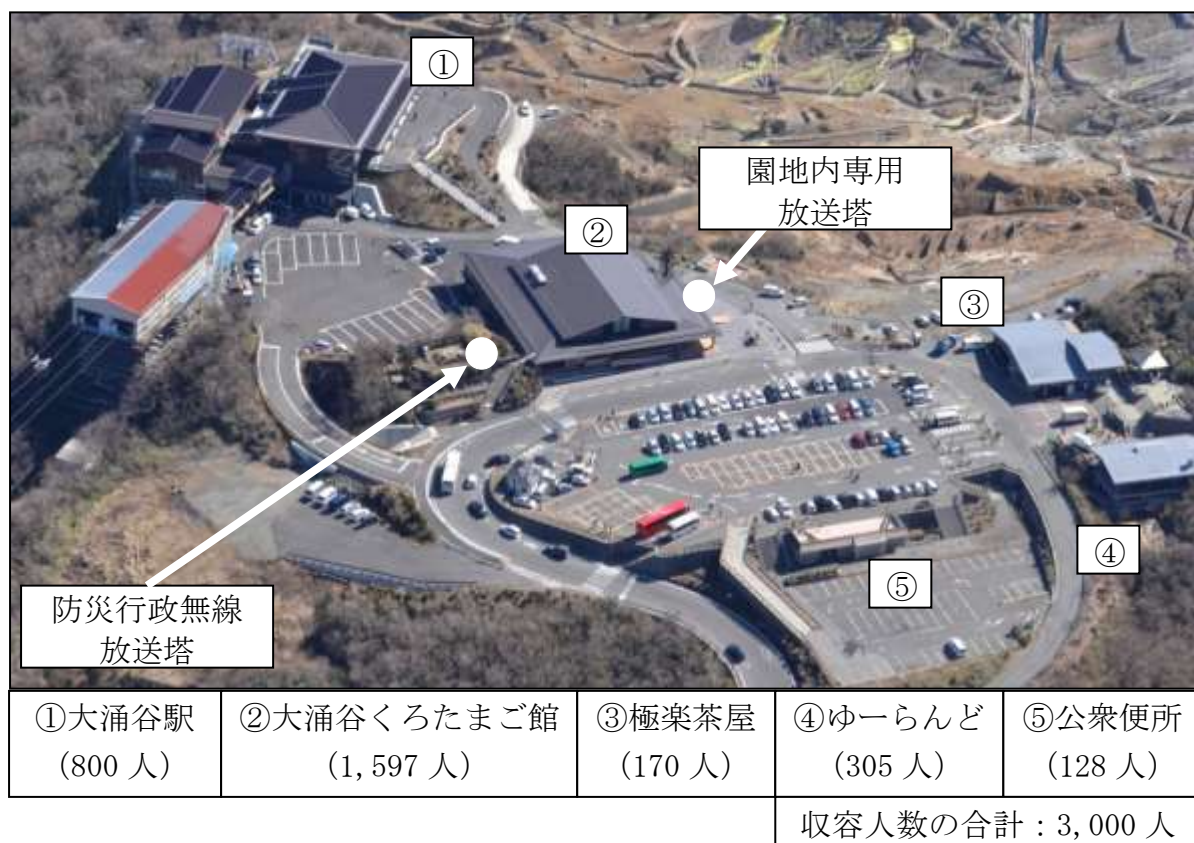 ①
園地内専用
放送塔
②
③
④
⑤
防災行政無線
放送塔
①大涌谷駅
(800 人)
②大涌谷くろたまご館
(1,597 人)
③極楽茶屋
(170 人)
④ゆーらんど
(305 人)
⑤公衆便所
(128 人)
収容人数の合計：3,000 人